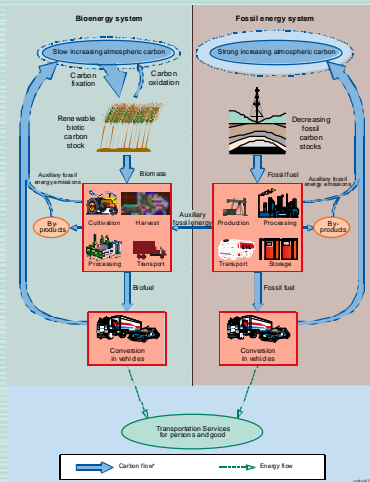 Bioenergy system
Fossil energy system
Slow increasing atmospheric carbon
Strong increasing atmospheric carbon
Carbon
fixation
Carbon
oxidation
Renewable
biotic
carbon
stock
Decreasing
fossil
carbon
stocks
Auxiliary fossil
energy emissions
Biomass
Fossil fuel
Auxiliary fossil
energy emissions
By-
products
Cultivation
Harvest
Processing
Transport
Auxiliary
fossil energy
Production
Processing
Transport
Storage
By-
products
Biofuel
Fossil fuel
Conversion
in vehicles
Conversion
in vehicles
Transportation Services
for persons and good
Carbon flow*
Energy flow